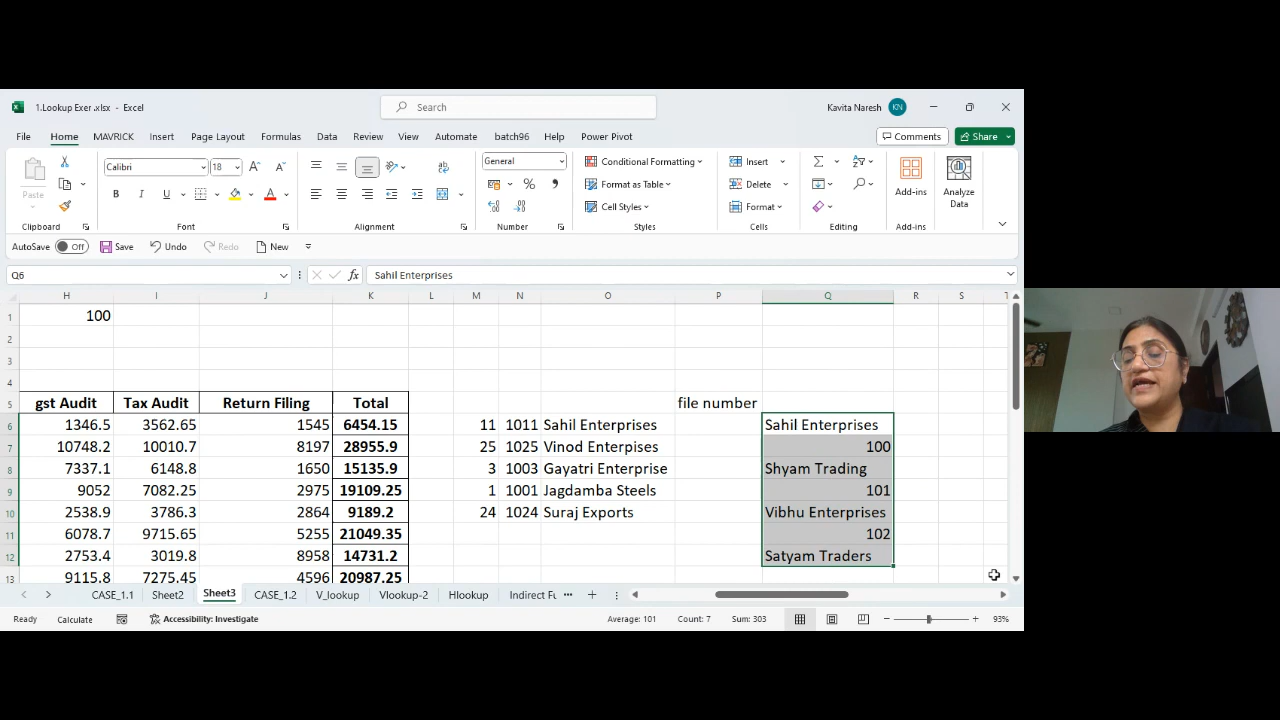 1.Lookup Exer .xlsx - Excel
Search
Kavita Naresh KN
File Home MAVRICK Insert Page Layout Formulas Data Review View Automate batch96 Help Power Pivot Comments Share
Paste Calibri 18 General Conditional Formatting Insert
B I U Format as Table Delete Add-ins Analyze Data
Cell Styles Format
Clipboard Font Alignment Number Styles Cells Editing Add-ins
AutoSave Off Save Undo Redo New
Q6 fx Sahil Enterprises
H I J K L M N O P Q R S T
1 100
2
3
4
5 gst Audit Tax Audit Return Filing Total file number
6 1346.5 3562.65 1545 6454.15 11 1011 Sahil Enterprises Sahil Enterprises
7 10748.2 10010.7 8197 28955.9 25 1025 Vinod Enterpises 100
8 7337.1 6148.8 1650 15135.9 3 1003 Gayatri Enterprise Shyam Trading
9 9052 7082.25 2975 19109.25 1 1001 Jagdamba Steels 101
10 2538.9 3786.3 2864 9189.2 24 1024 Suraj Exports Vibhu Enterprises
11 6078.7 9715.65 5255 21049.35 102
12 2753.4 3019.8 8958 14731.2 Satyam Traders
13 9115.8 7275.45 4596 20987.25
CASE_1.1 Sheet2 Sheet3 CASE_1.2 V_lookup Vlookup-2 Hlookup Indirect Fu ...
Ready Calculate Accessibility: Investigate Average: 101 Count: 7 Sum: 303 93%